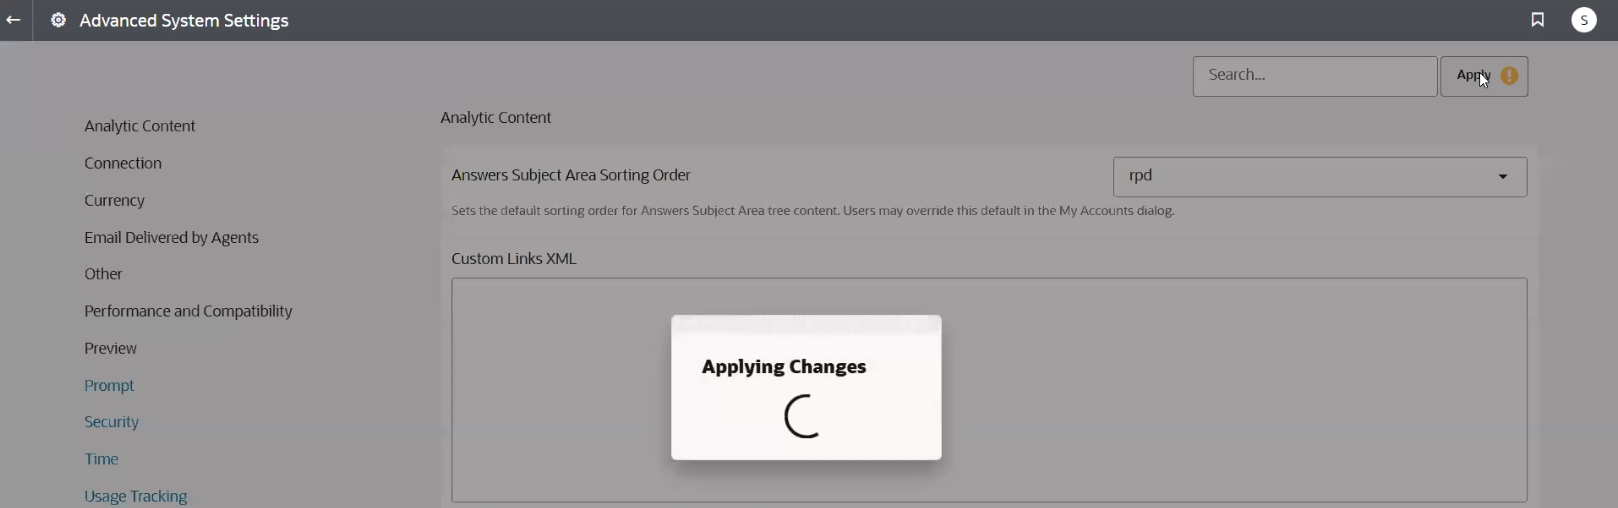 Advanced System Settings
S
Search...
Apply
Analytic Content
Connection
Currency
Email Delivered by Agents
Other
Performance and Compatibility
Preview
Prompt
Security
Time
Usage Tracking
Analytic Content
Answers Subject Area Sorting Order
rpd
Sets the default sorting order for Answers Subject Area tree content. Users may override this default in the My Accounts dialog.
Custom Links XML
Applying Changes